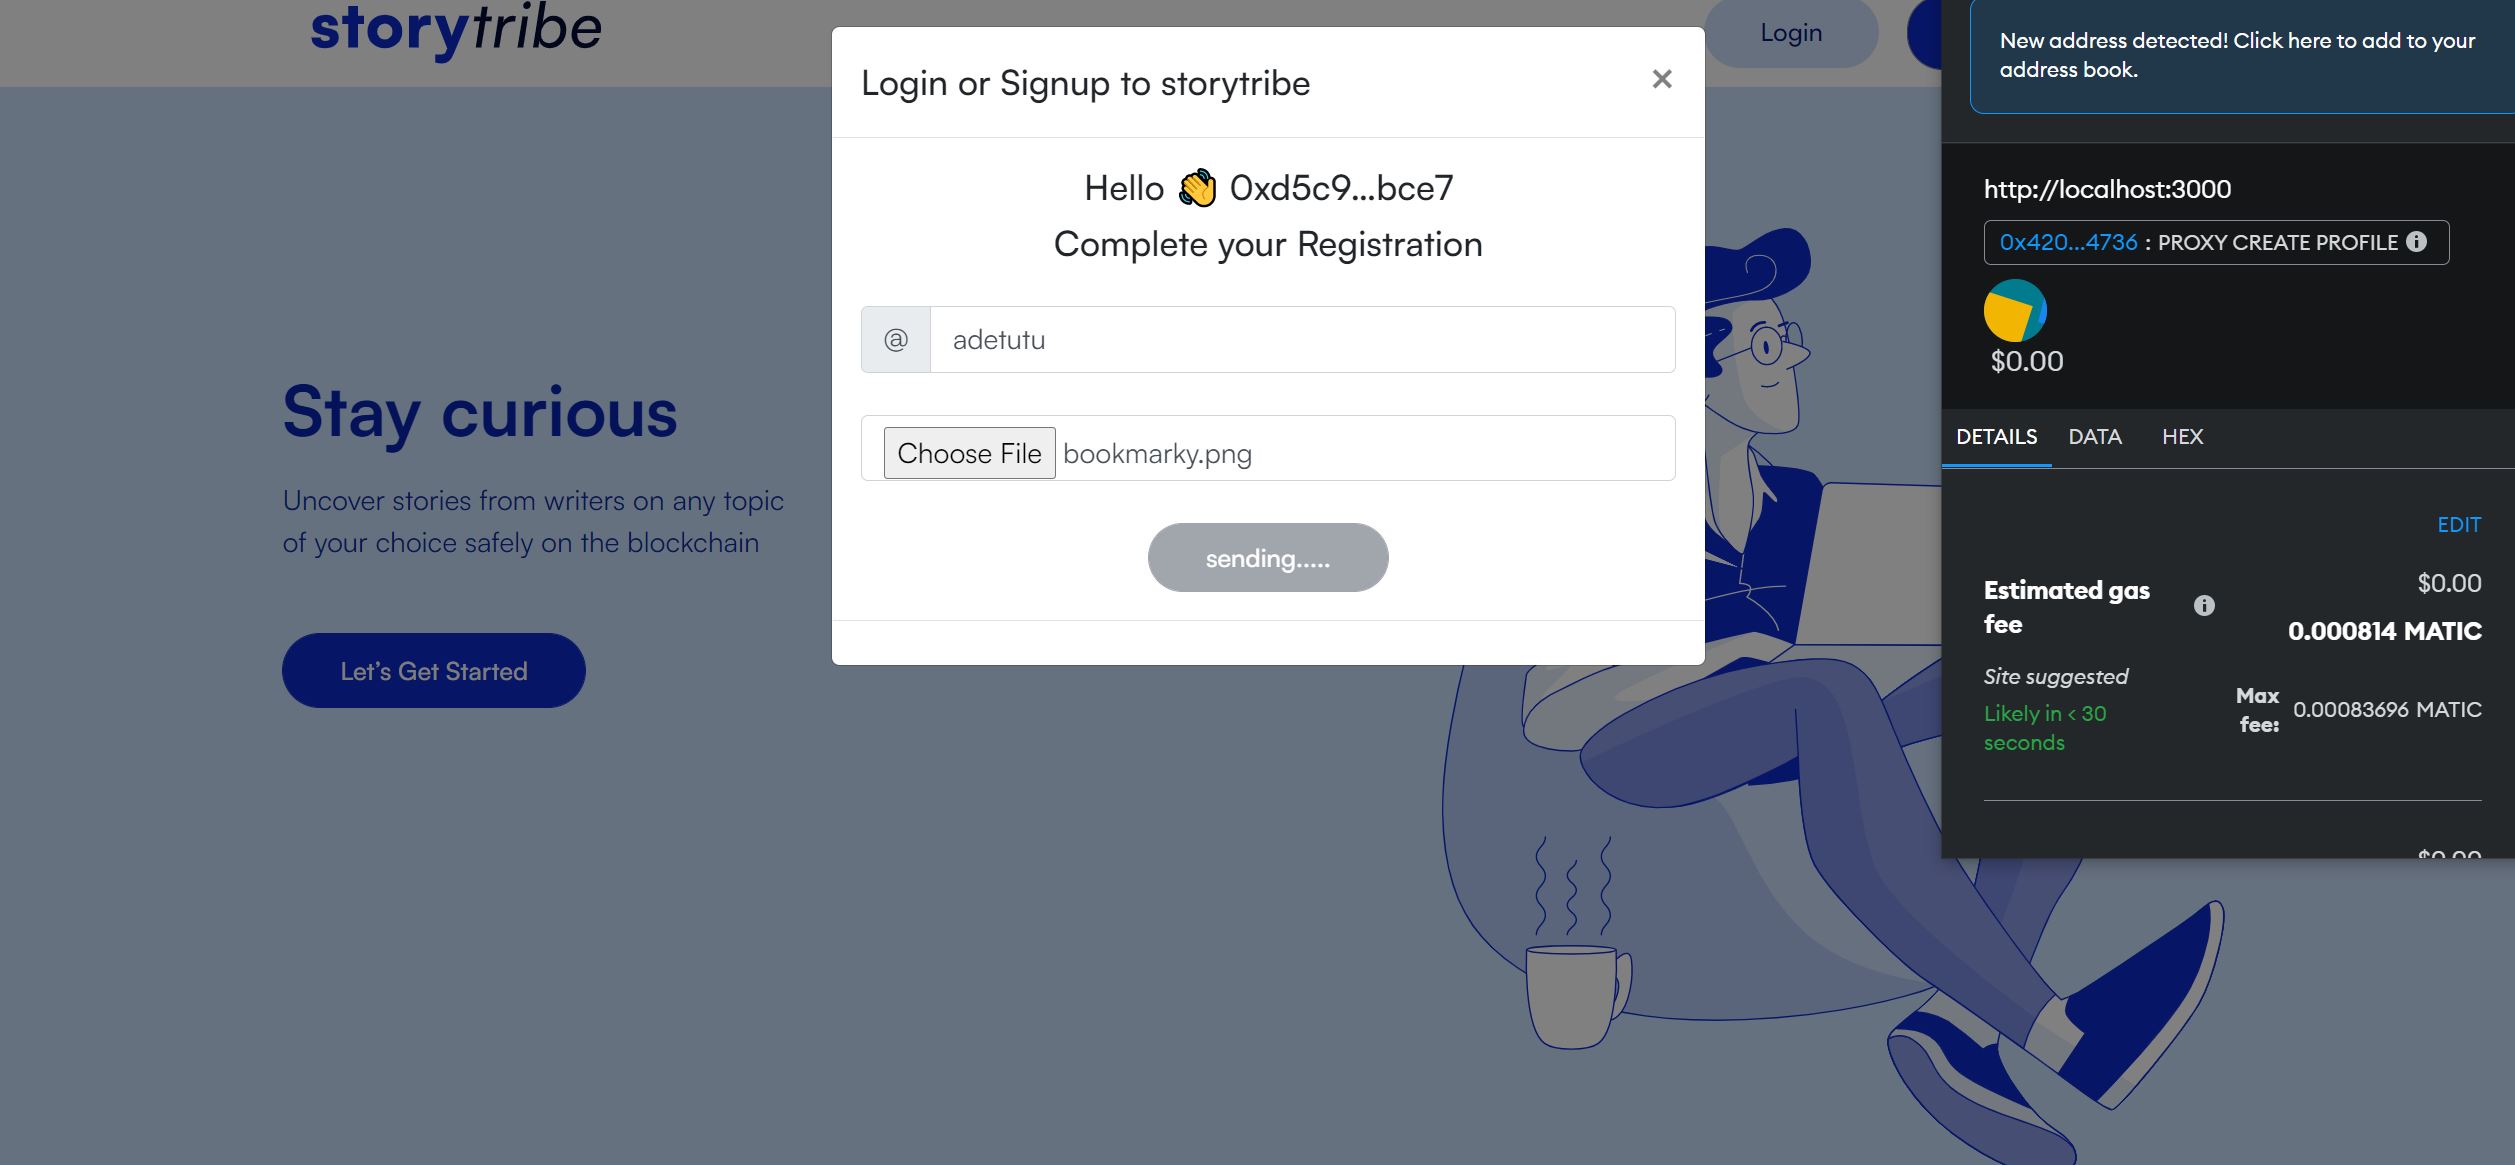 storytribe
Login
Login or Signup to storytribe
×
Hello 👋 0xd5c9...bce7
Complete your Registration
@ adetutu
Choose File bookmarky.png
sending.....
Stay curious
Uncover stories from writers on any topic
of your choice safely on the blockchain
Let's Get Started
New address detected! Click here to add to your
address book.
http://localhost:3000
0x420...4736 : PROXY CREATE PROFILE
$0.00
DETAILS DATA HEX
EDIT
Estimated gas
fee
$0.00
0.000814 MATIC
Site suggested
Likely in < 30
seconds
Max
fee:
0.00083696 MATIC
$0.00